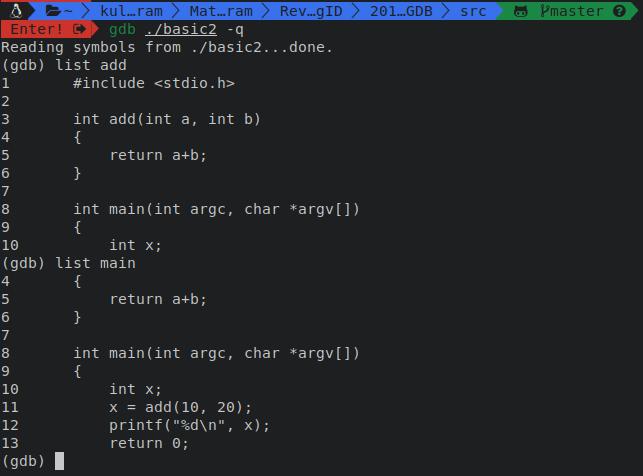 ~ kul…ram Mat…ram Rev…gID 201…GDB src master
Enter! gdb ./basic2 -q
Reading symbols from ./basic2...done.
(gdb) list add
1       #include <stdio.h>
2
3       int add(int a, int b)
4       {
5           return a+b;
6       }
7
8       int main(int argc, char *argv[])
9       {
10          int x;
(gdb) list main
4       {
5           return a+b;
6       }
7
8       int main(int argc, char *argv[])
9       {
10          int x;
11          x = add(10, 20);
12          printf("%d\n", x);
13          return 0;
(gdb)